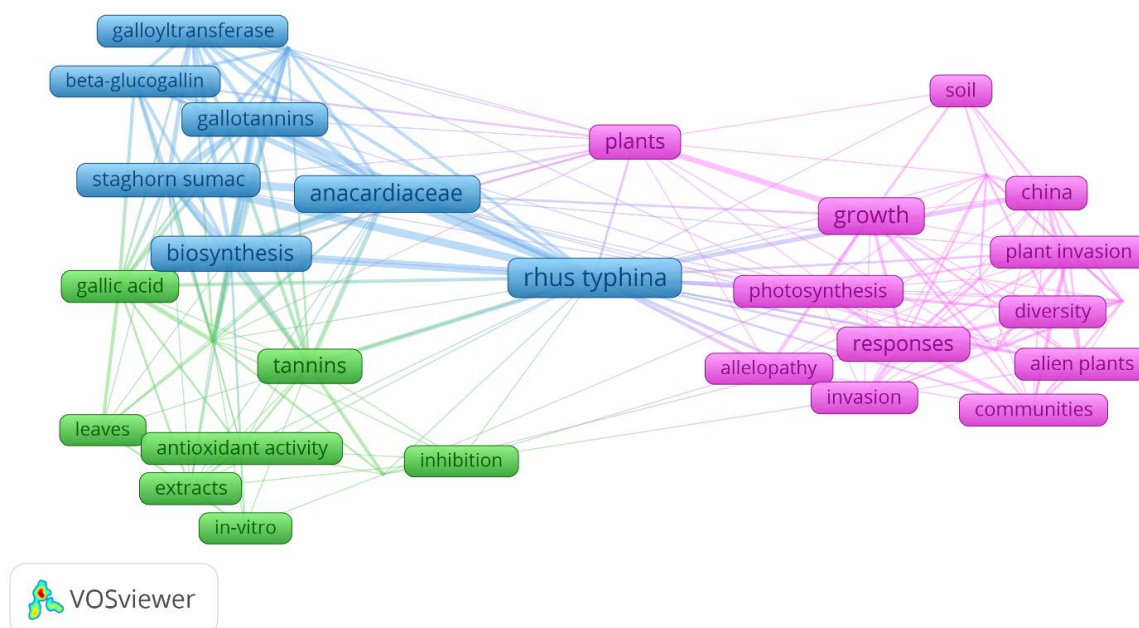 galloyltransferase
beta-glucogallin
gallotannins
staghorn sumac
anacardiaceae
biosynthesis
rhus typhina
gallic acid
tannins
leaves
antioxidant activity
extracts
in-vitro
inhibition
plants
soil
growth
china
plant invasion
photosynthesis
diversity
responses
alien plants
allelopathy
invasion
communities
VOSviewer